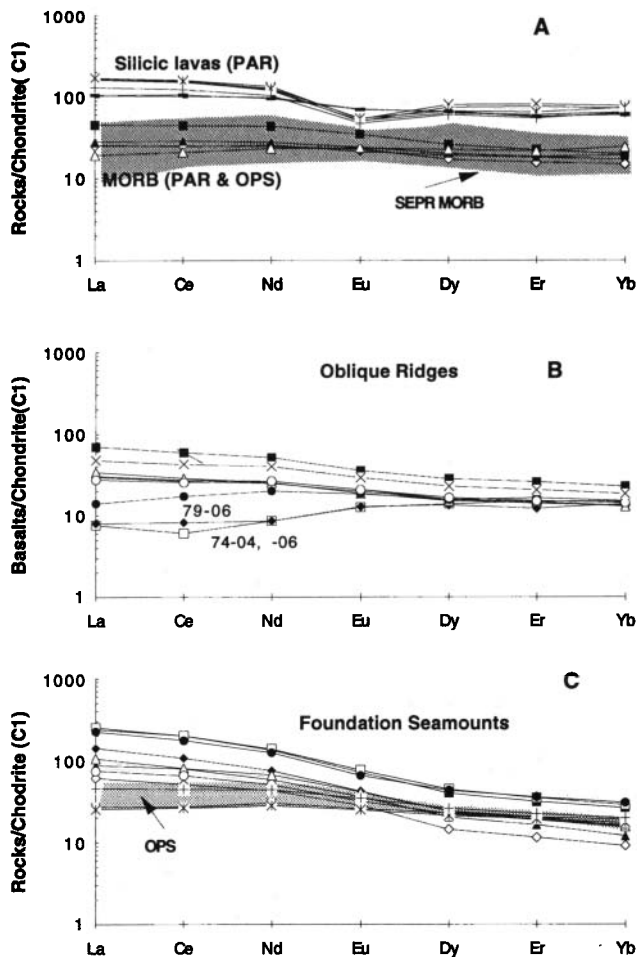 A
Rocks/Chondrite( C1)
1000
100
10
1
Silicic lavas (PAR)
MORB (PAR & OPS)
SEPR MORB
La Ce Nd Eu Dy Er Yb
B
Basalts/Chondrite(C1)
1000
100
10
1
Oblique Ridges
79-06
74-04, -06
La Ce Nd Eu Dy Er Yb
C
Rocks/Chodrite (C1)
1000
100
10
1
Foundation Seamounts
OPS
La Ce Nd Eu Dy Er Yb